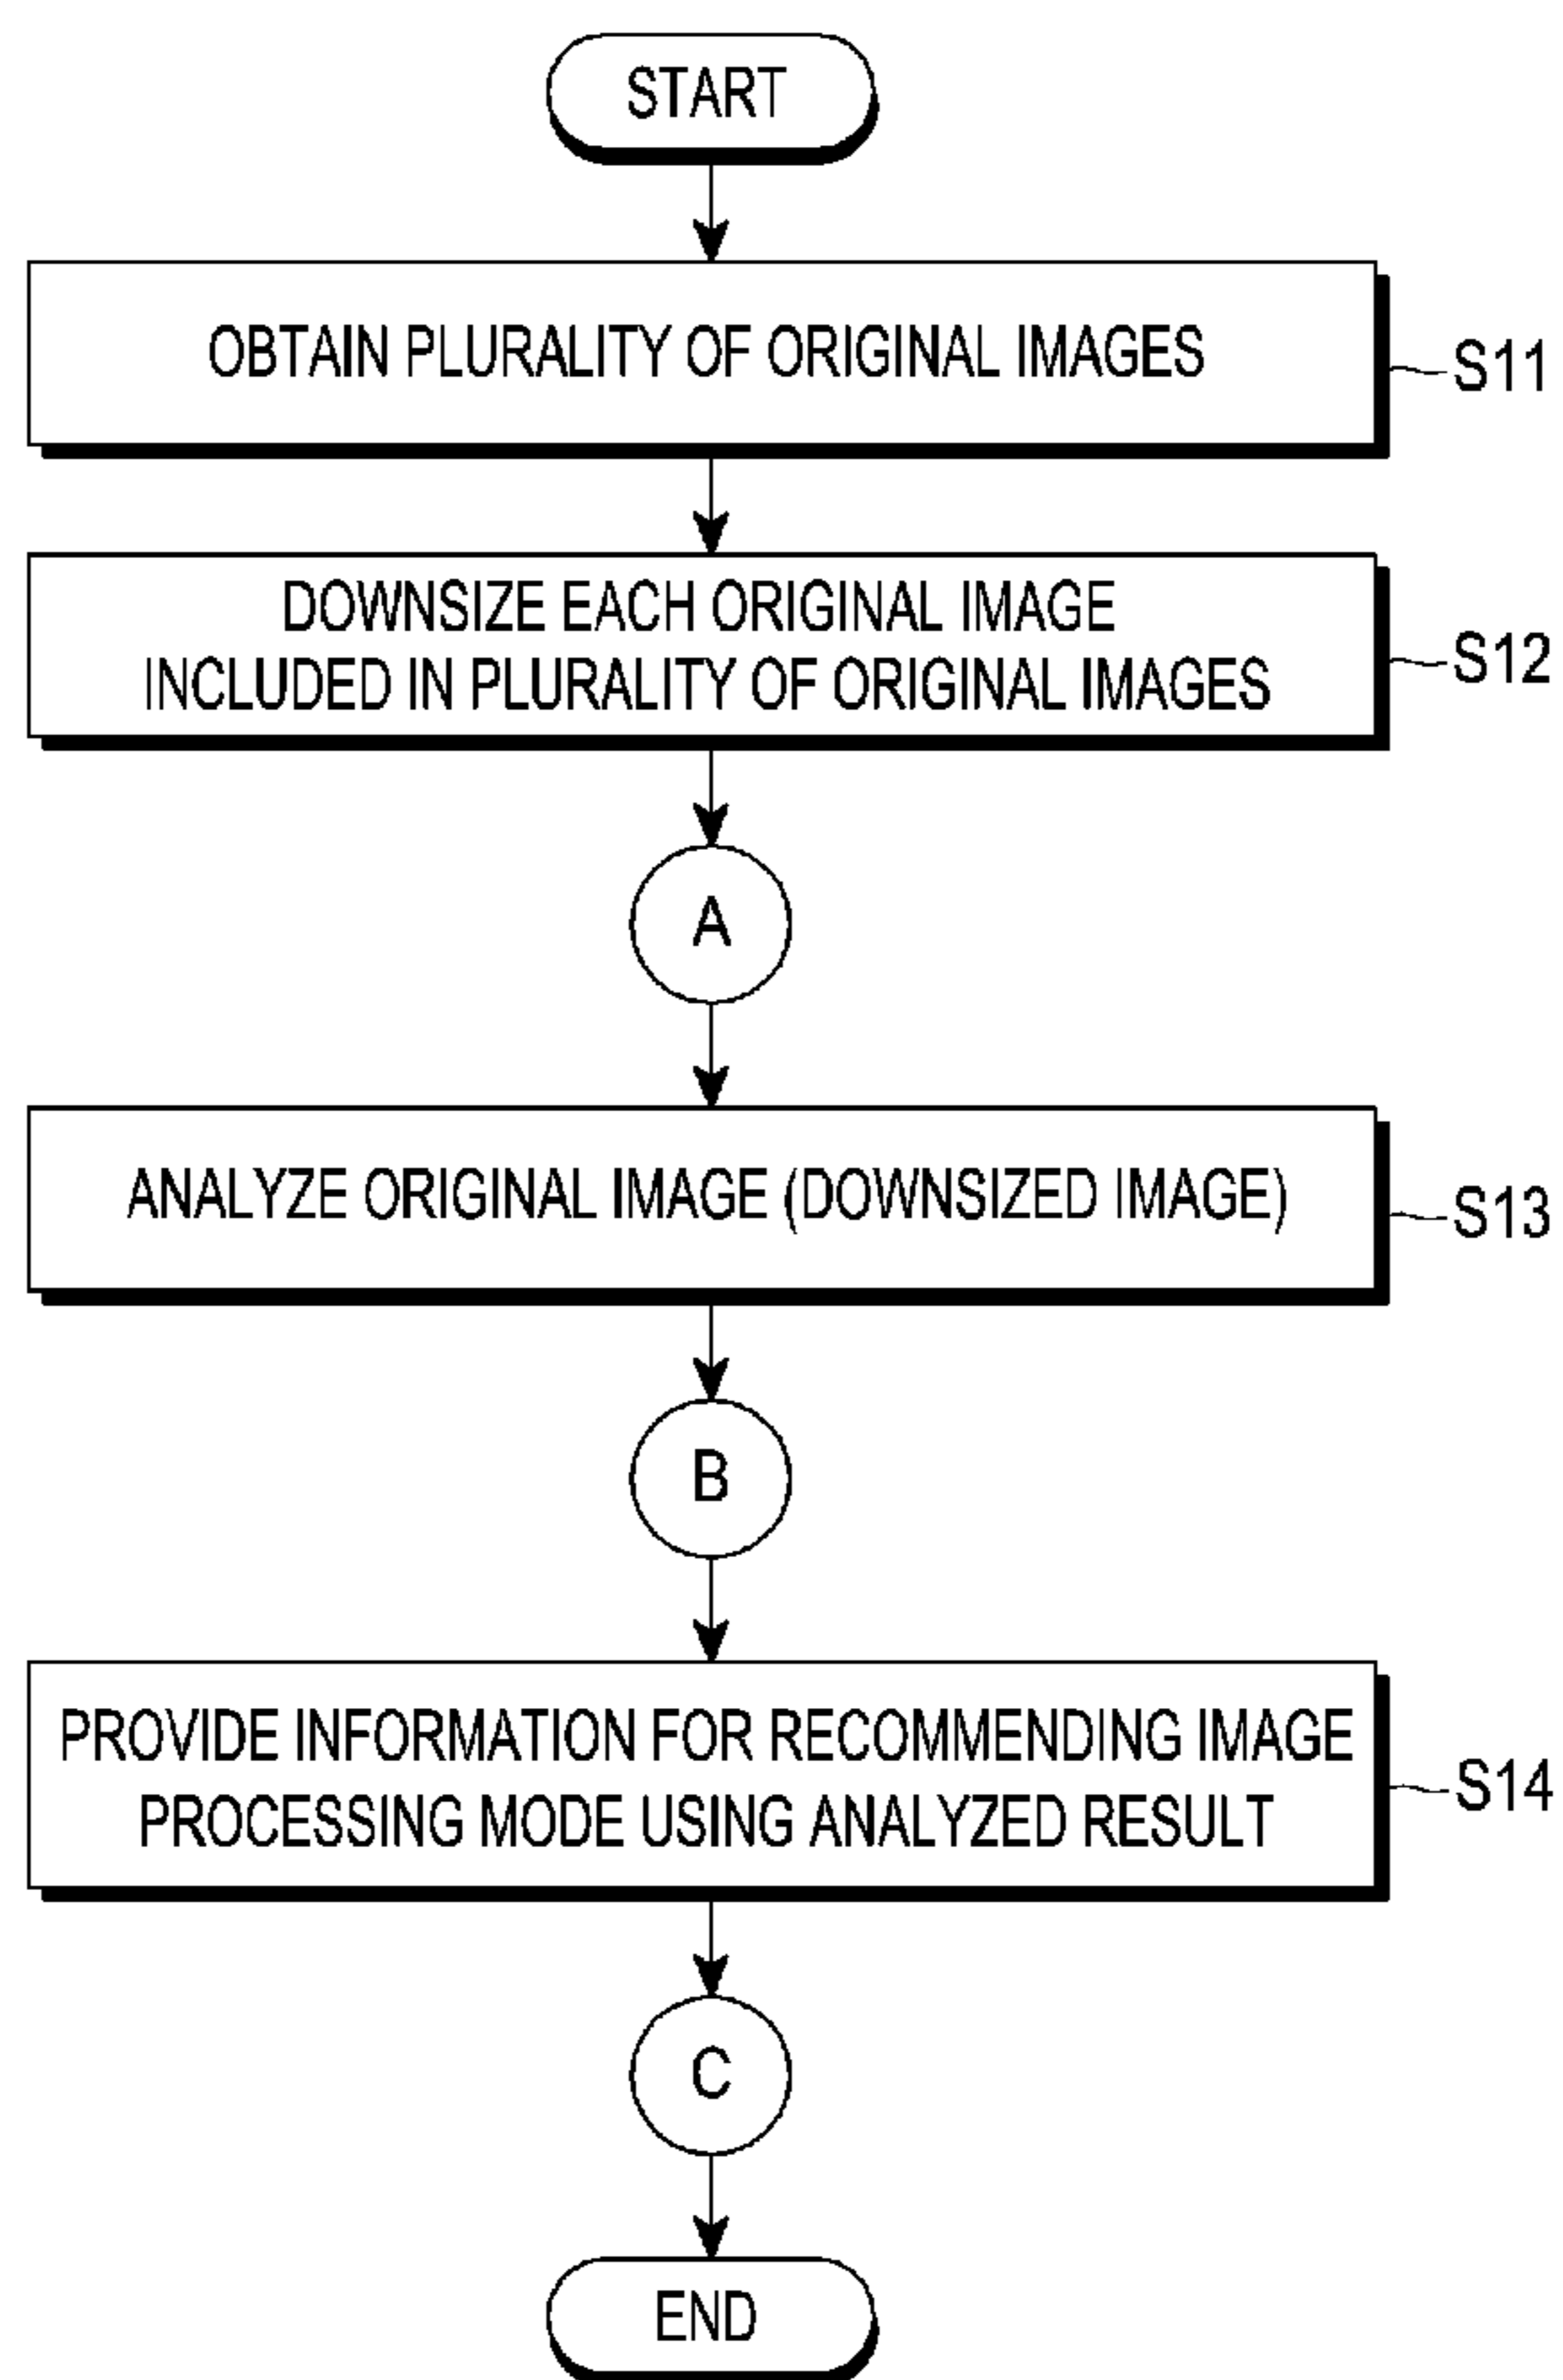 START
OBTAIN PLURALITY OF ORIGINAL IMAGES
S11
DOWNSIZE EACH ORIGINAL IMAGE
INCLUDED IN PLURALITY OF ORIGINAL IMAGES
S12
A
ANALYZE ORIGINAL IMAGE (DOWNSIZED IMAGE)
S13
B
PROVIDE INFORMATION FOR RECOMMENDING IMAGE
PROCESSING MODE USING ANALYZED RESULT
S14
C
END